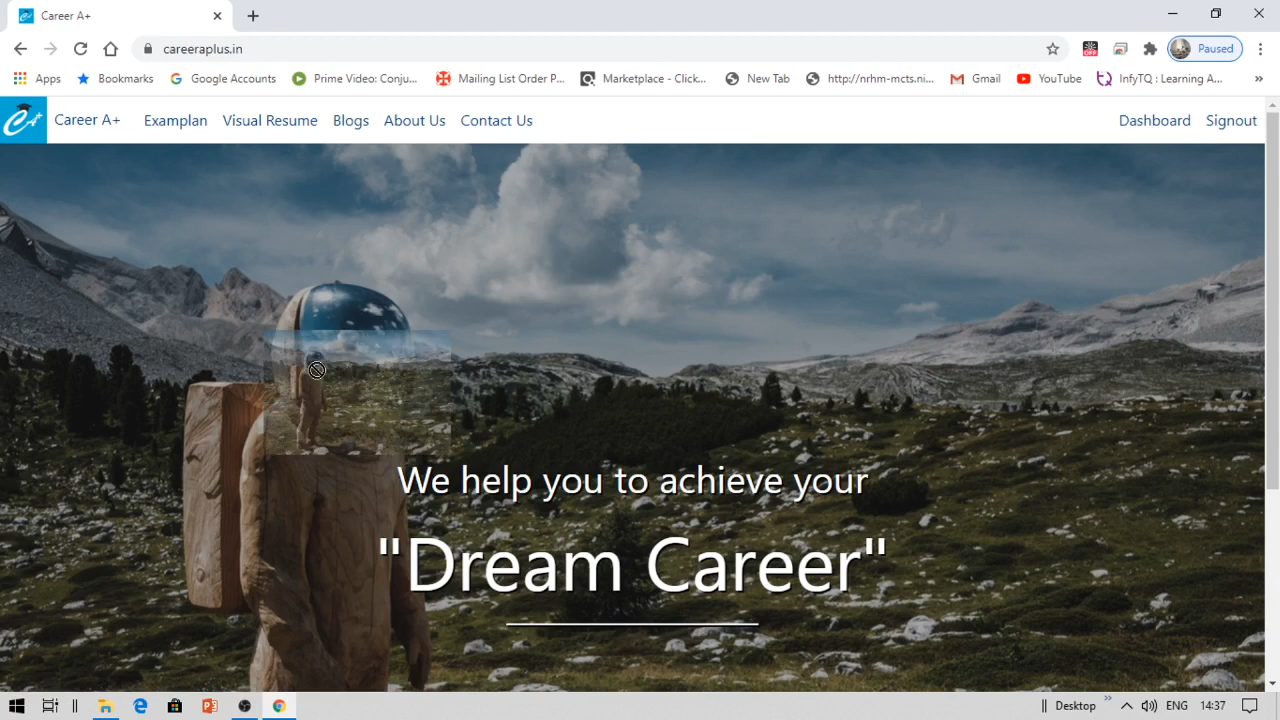 Career A+
careeraplus.in
Paused
Apps
Bookmarks
Google Accounts
Prime Video: Conju...
Mailing List Order P...
Marketplace - Click...
New Tab
http://nrhm-mcts.ni...
Gmail
YouTube
InfyTQ : Learning A...
»
Career A+
Examplan
Visual Resume
Blogs
About Us
Contact Us
Dashboard
Signout
We help you to achieve your
"Dream Career"
Desktop
»
ENG
14:37